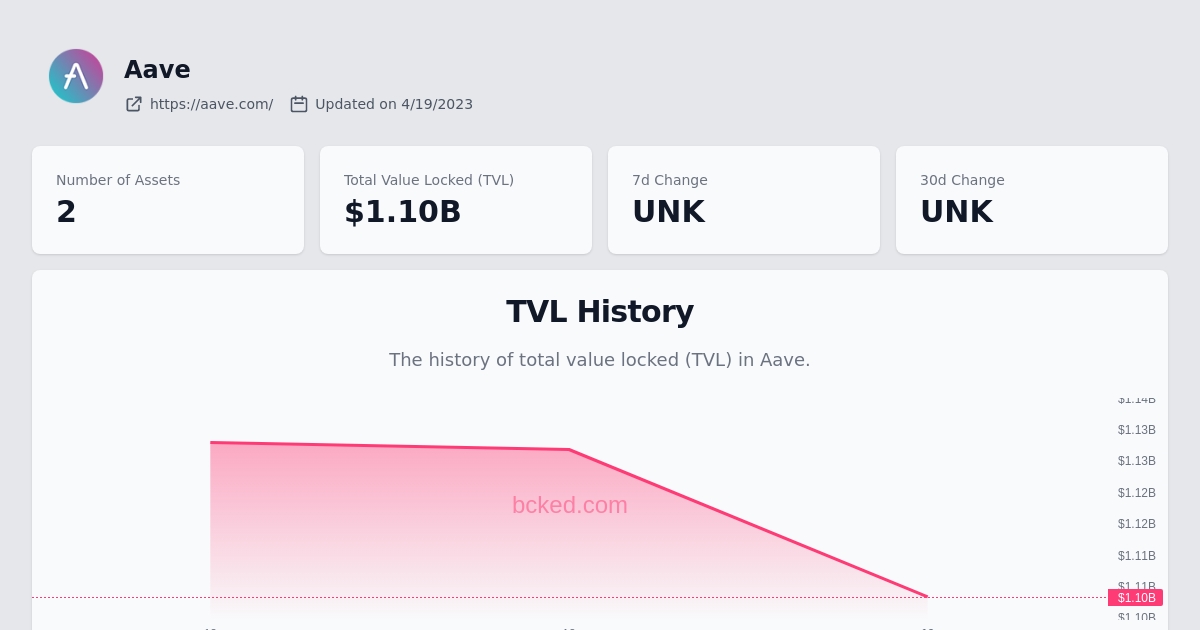 Aave
https://aave.com/ Updated on 4/19/2023
Number of Assets
2
Total Value Locked (TVL)
$1.10B
7d Change
UNK
30d Change
UNK
TVL History
The history of total value locked (TVL) in Aave.
$1.14B
$1.13B
$1.13B
bcked.com
$1.12B
$1.12B
$1.11B
$1.11B
$1.10B
$1.10B